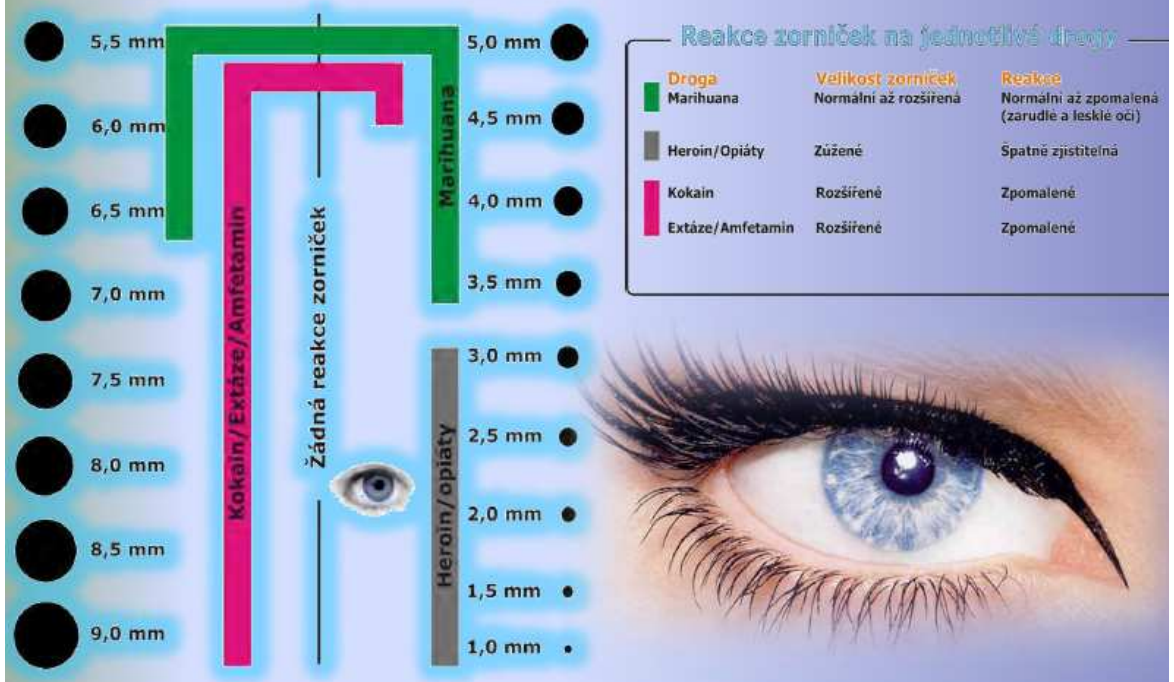 5,5 mm
6,0 mm
6,5 mm
7,0 mm
7,5 mm
8,0 mm
8,5 mm
9,0 mm
Kokain/Extáze/Amfetamin
Žádná reakce zorniček
Marihuana
Heroin/opiáty
5,0 mm
4,5 mm
4,0 mm
3,5 mm
3,0 mm
2,5 mm
2,0 mm
1,5 mm
1,0 mm
Reakce zorniček na jednotlivé drogy
Droga Velikost zorniček Reakce
Marihuana Normální až rozšířená Normální až zpomalená
(zarudlé a lesklé oči)
Heroin/Opiáty Zúžené Špatně zjistitelná
Kokain Rozšířené Zpomalené
Extáze/Amfetamin Rozšířené Zpomalené